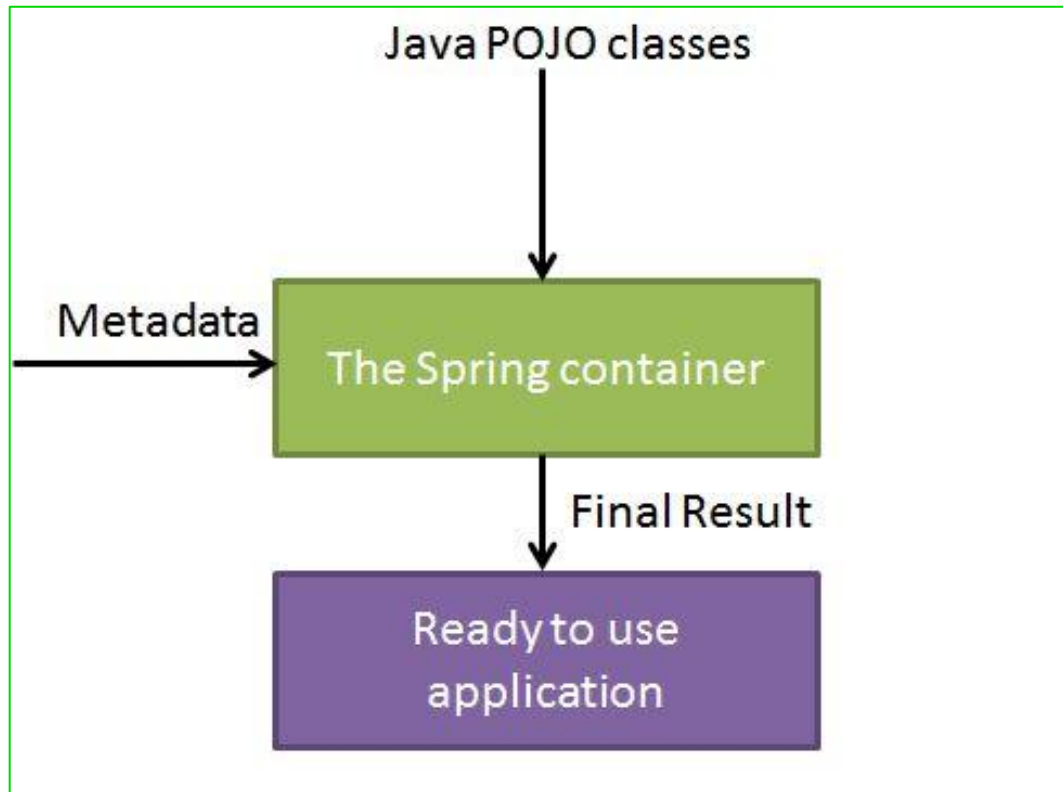 Java POJO classes
Metadata
The Spring container
Final Result
Ready to use
application